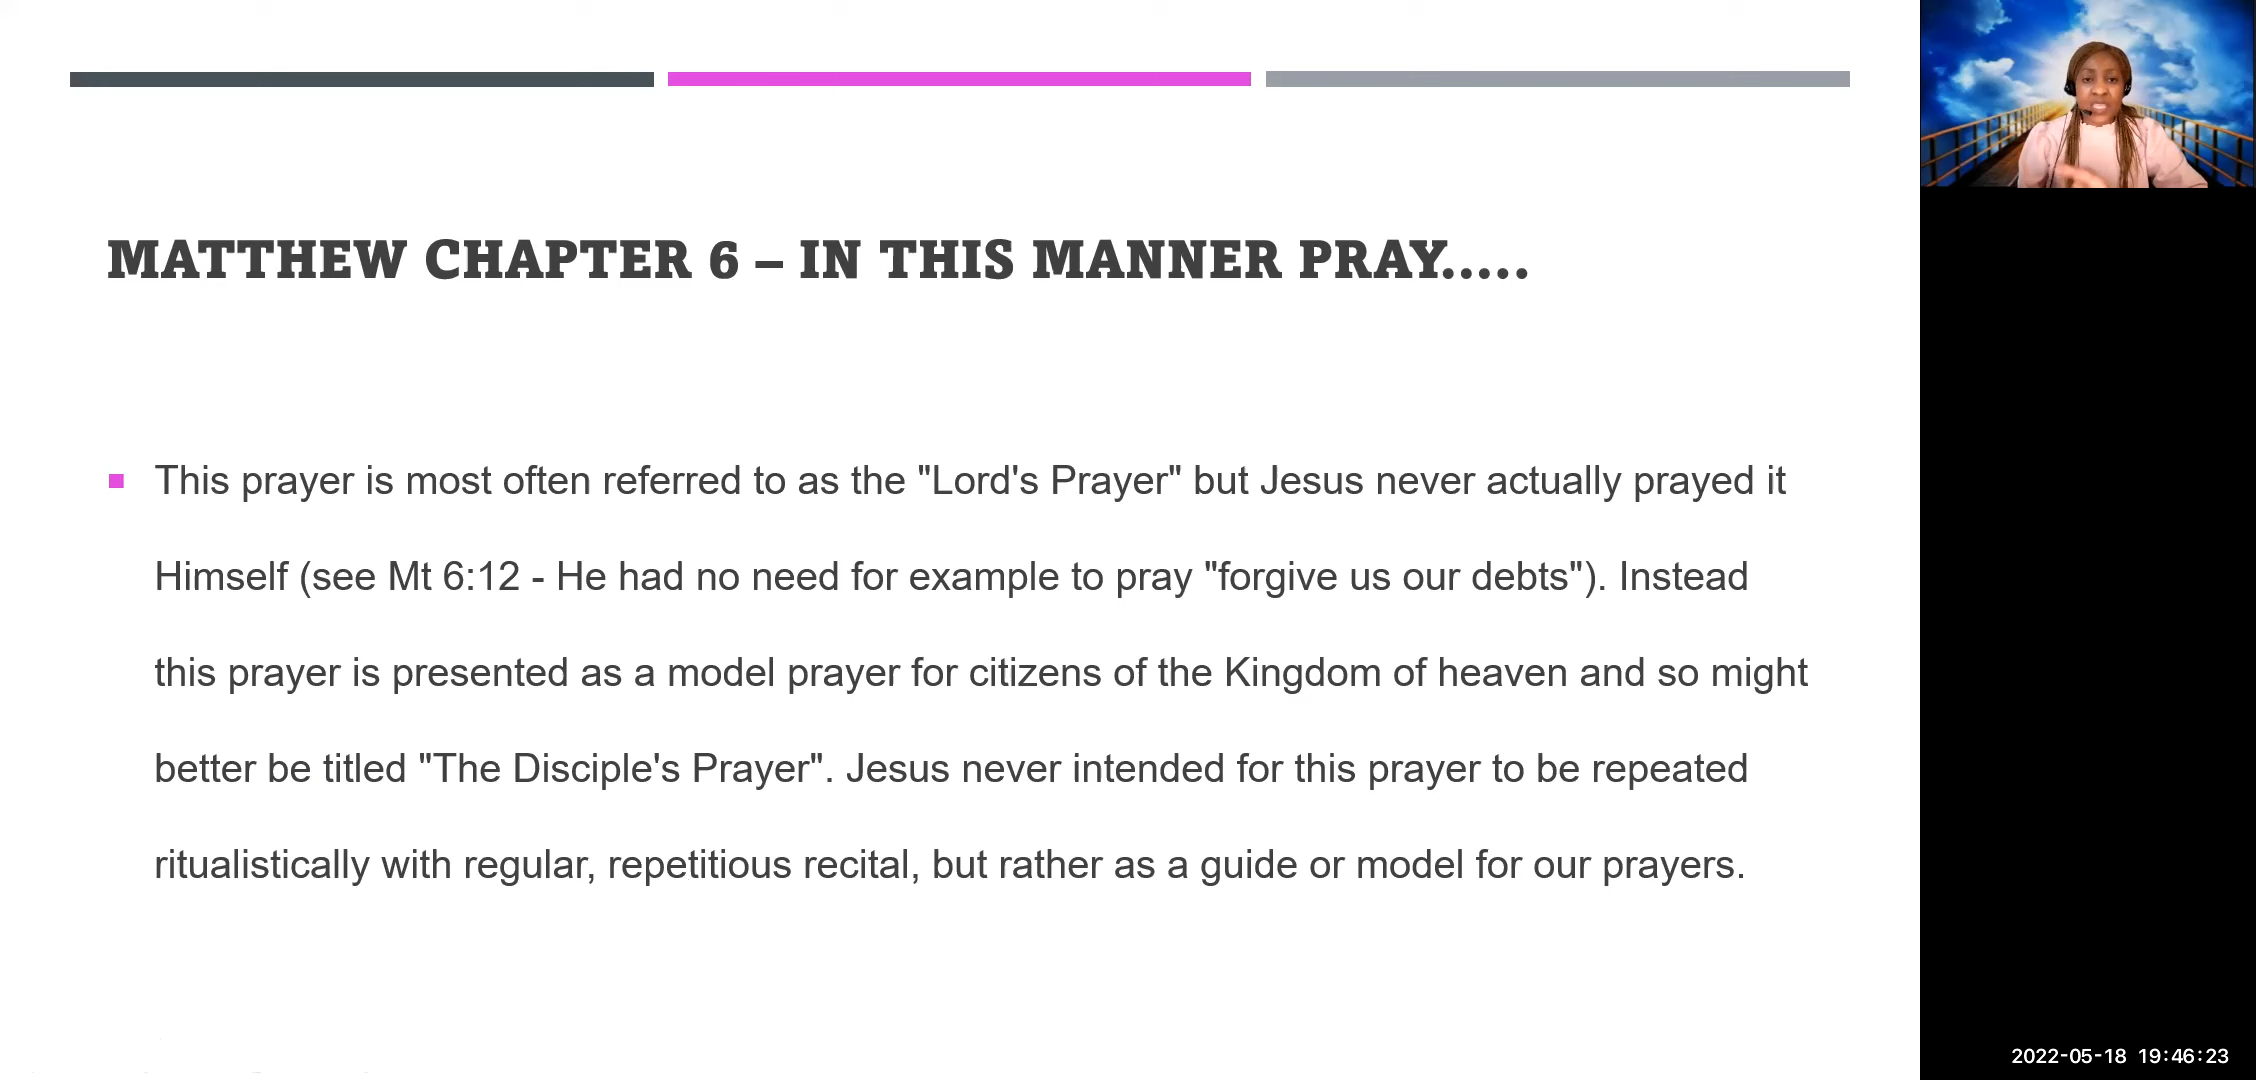 MATTHEW CHAPTER 6 – IN THIS MANNER PRAY.....
This prayer is most often referred to as the "Lord's Prayer" but Jesus never actually prayed it
Himself (see Mt 6:12 - He had no need for example to pray "forgive us our debts"). Instead
this prayer is presented as a model prayer for citizens of the Kingdom of heaven and so might
better be titled "The Disciple's Prayer". Jesus never intended for this prayer to be repeated
ritualistically with regular, repetitious recital, but rather as a guide or model for our prayers.
2022-05-18 19:46:23